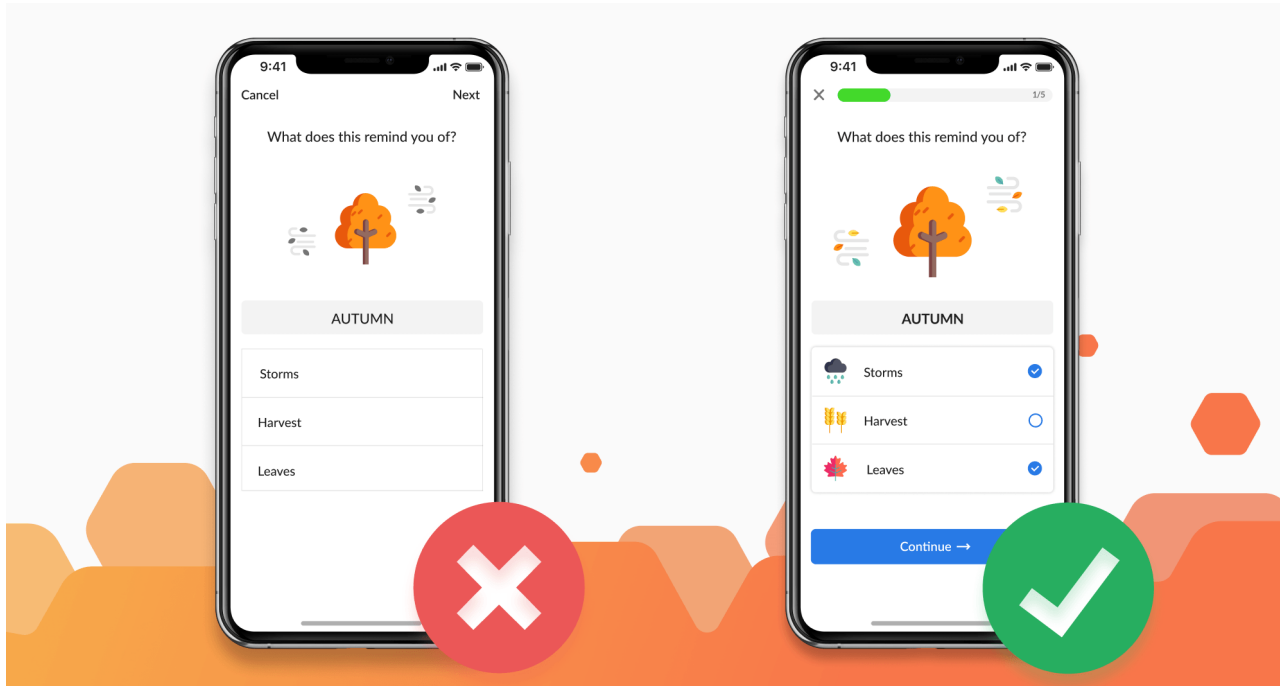 9:41
Cancel Next
What does this remind you of?
AUTUMN
Storms
Harvest
Leaves
9:41
1/5
What does this remind you of?
AUTUMN
Storms
Harvest
Leaves
Continue →